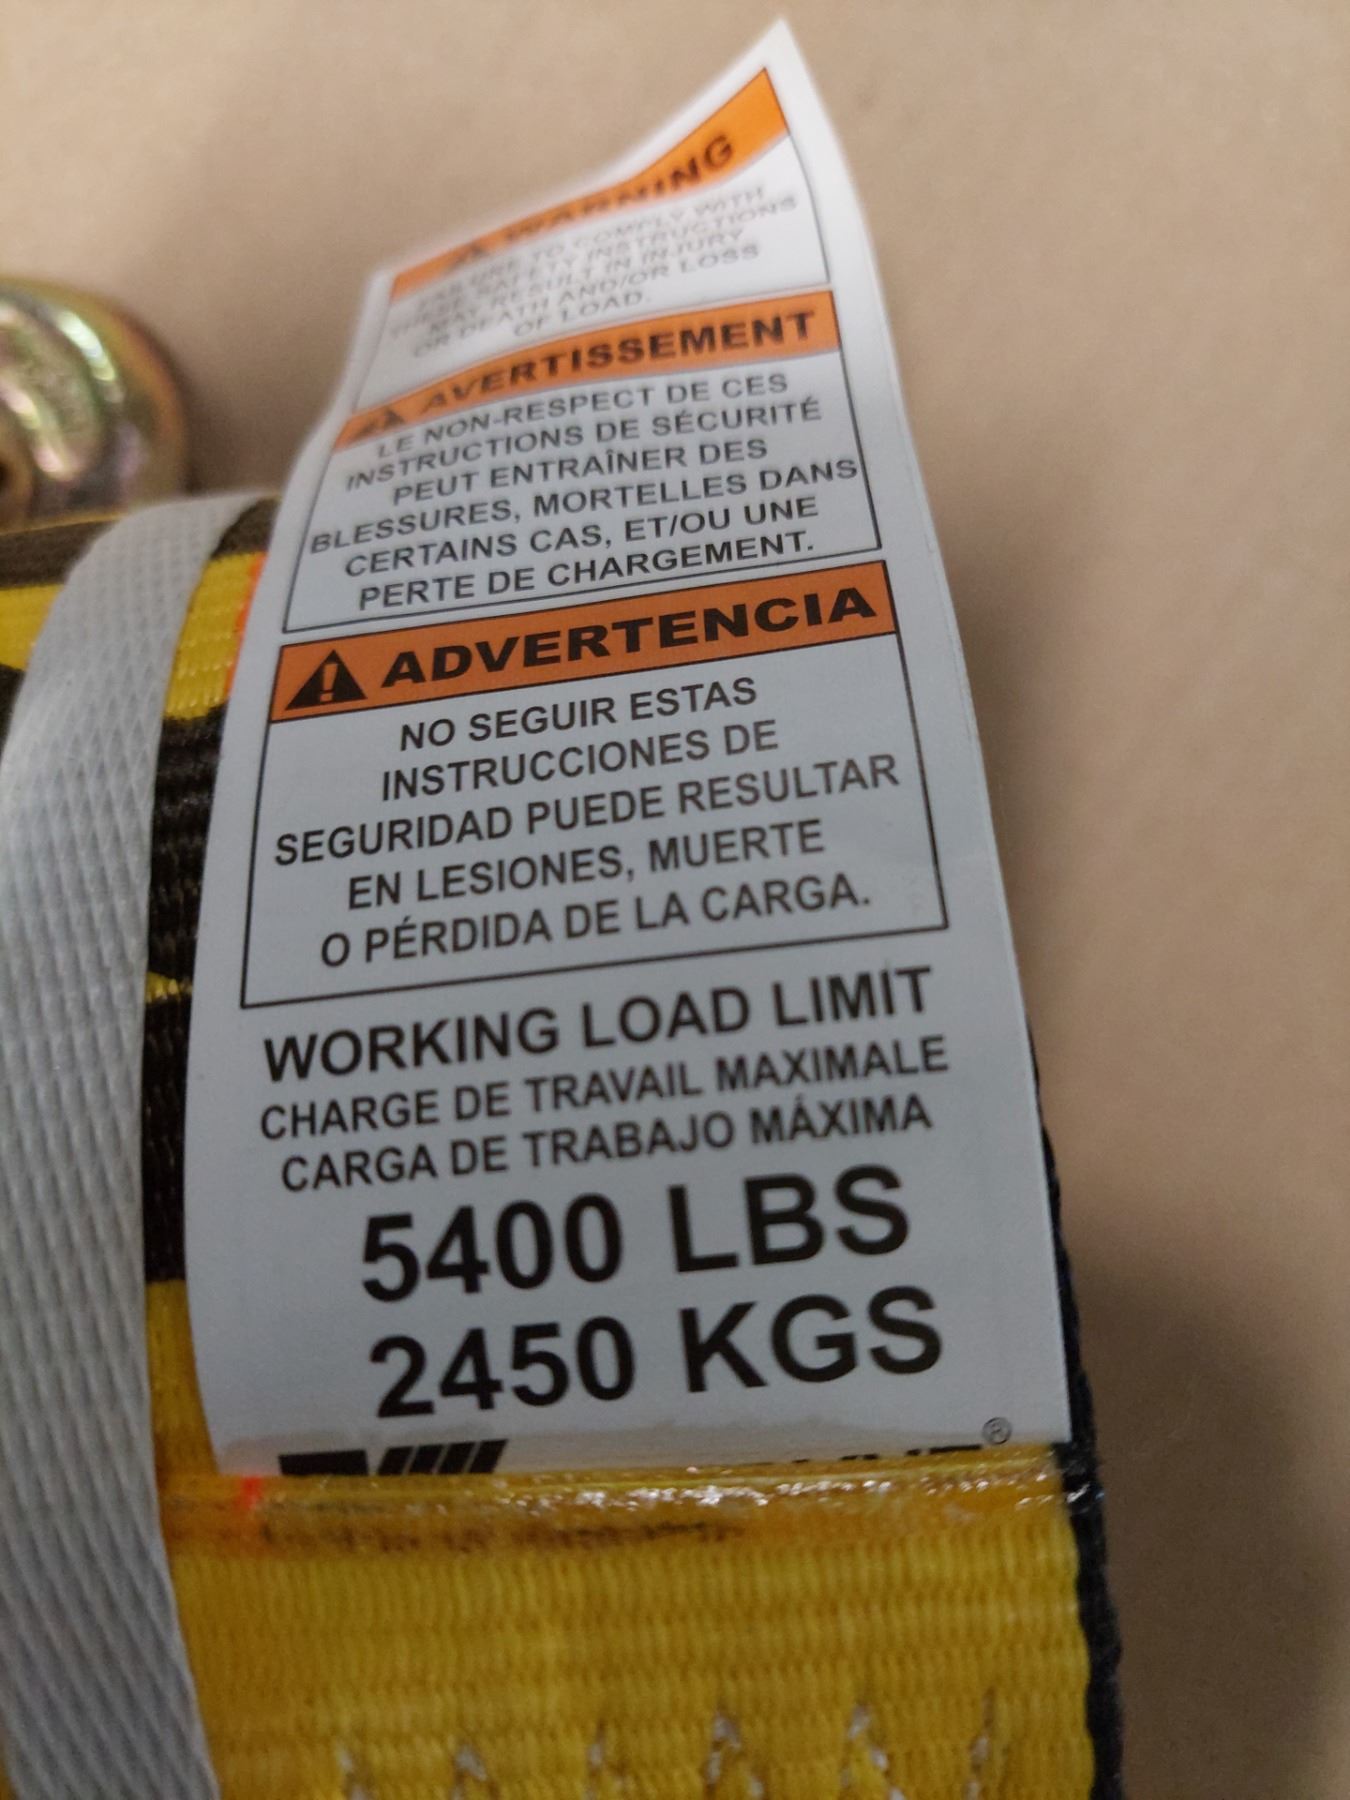 WARNING
FAILURE TO COMPLY WITH
THESE SAFETY INSTRUCTIONS
MAY RESULT IN INJURY
OR DEATH AND/OR LOSS
OF LOAD.
AVERTISSEMENT
LE NON-RESPECT DE CES
INSTRUCTIONS DE SÉCURITÉ
PEUT ENTRAÎNER DES
BLESSURES, MORTELLES DANS
CERTAINS CAS, ET/OU UNE
PERTE DE CHARGEMENT.
ADVERTENCIA
NO SEGUIR ESTAS
INSTRUCCIONES DE
SEGURIDAD PUEDE RESULTAR
EN LESIONES, MUERTE
O PÉRDIDA DE LA CARGA.
WORKING LOAD LIMIT
CHARGE DE TRAVAIL MAXIMALE
CARGA DE TRABAJO MÁXIMA
5400 LBS
2450 KGS
®